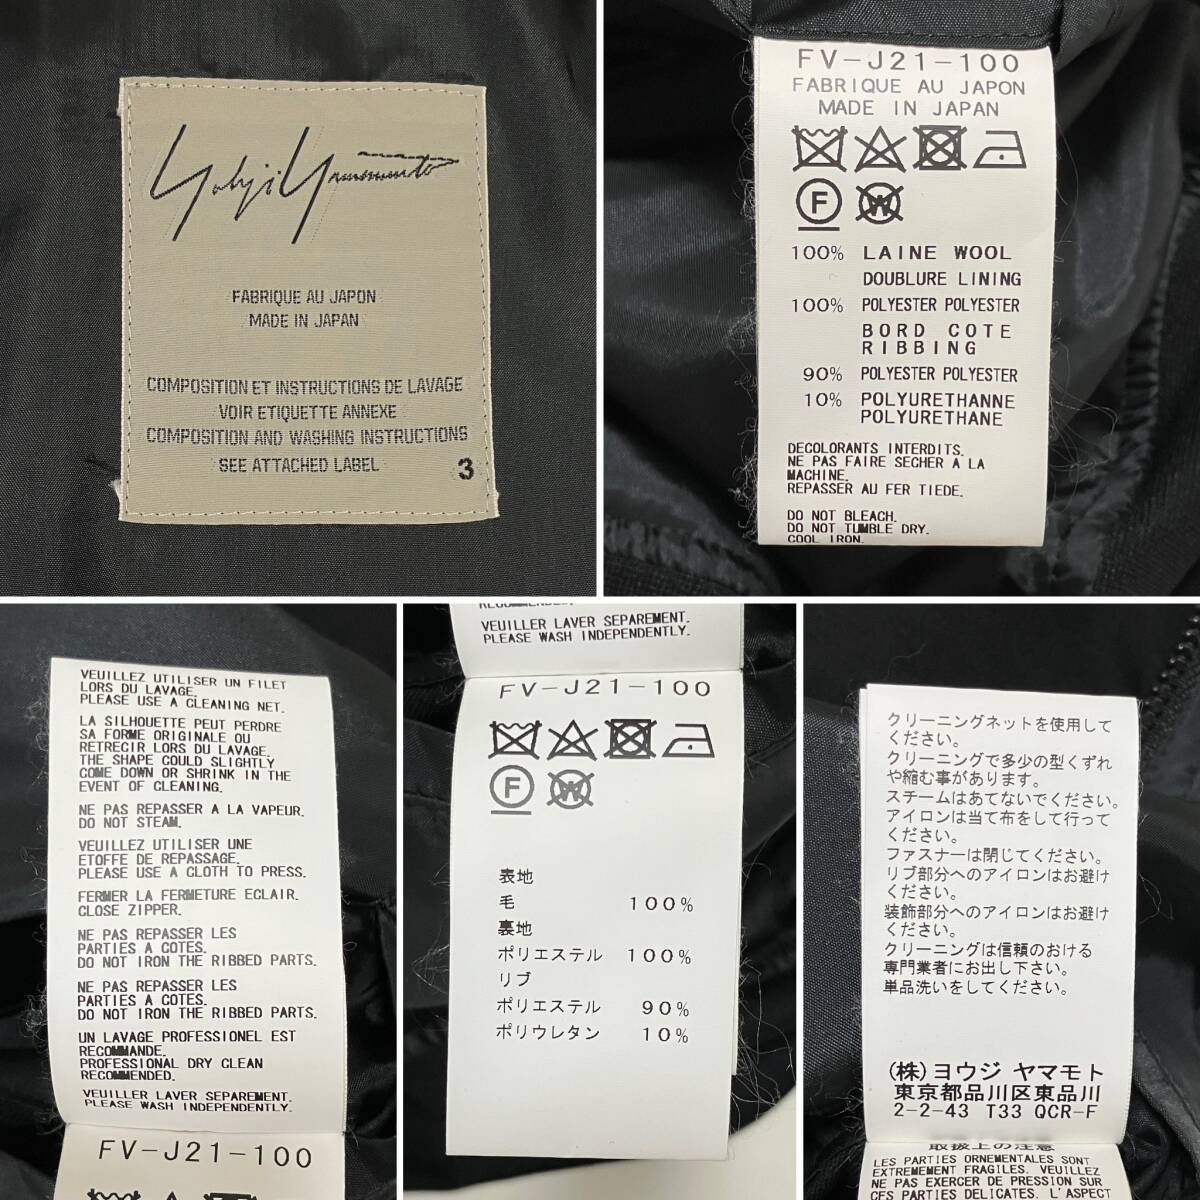 Yohji Yamamoto
FABRIQUE AU JAPON
MADE IN JAPAN
COMPOSITION ET INSTRUCTIONS DE LAVAGE
VOIR ETIQUETTE ANNEXE
COMPOSITION AND WASHING INSTRUCTIONS
SEE ATTACHED LABEL
3
FV-J21-100
FABRIQUE AU JAPON
MADE IN JAPAN
F W
100% LAINE WOOL
DOUBLURE LINING
100% POLYESTER POLYESTER
BORD COTE
RIBBING
90% POLYESTER POLYESTER
10% POLYURETHANNE
POLYURETHANE
DECOLORANTS INTERDITS.
NE PAS FAIRE SECHER A LA
MACHINE.
REPASSER AU FER TIEDE.
DO NOT BLEACH.
DO NOT TUMBLE DRY.
COOL IRON.
VEUILLEZ UTILISER UN FILET
LORS DU LAVAGE.
PLEASE USE A CLEANING NET.
LA SILHOUETTE PEUT PERDRE
SA FORME ORIGINALE OU
RETRECIR LORS DU LAVAGE.
THE SHAPE COULD SLIGHTLY
COME DOWN OR SHRINK IN THE
EVENT OF CLEANING.
NE PAS REPASSER A LA VAPEUR.
DO NOT STEAM.
VEUILLEZ UTILISER UNE
ETOFFE DE REPASSAGE.
PLEASE USE A CLOTH TO PRESS.
FERMER LA FERMETURE ECLAIR.
CLOSE ZIPPER.
NE PAS REPASSER LES
PARTIES A COTES.
DO NOT IRON THE RIBBED PARTS.
NE PAS REPASSER LES
PARTIES A COTES.
DO NOT IRON THE RIBBED PARTS.
UN LAVAGE PROFESSIONEL EST
RECOMMANDE.
PROFESSIONAL DRY CLEAN
RECOMMENDED.
VEUILLER LAVER SEPAREMENT.
PLEASE WASH INDEPENDENTLY.
FV-J21-100
RECOMMENDED.
VEUILLER LAVER SEPAREMENT.
PLEASE WASH INDEPENDENTLY.
FV-J21-100
F W
表地
毛 100%
裏地
ポリエステル 100%
リブ
ポリエステル 90%
ポリウレタン 10%
クリーニングネットを使用して
ください。
クリーニングで多少の型くずれ
や縮む事があります。
スチームはあてないでください。
アイロンは当て布をして行って
ください。
ファスナーは閉じてください。
リブ部分へのアイロンはお避け
ください。
装飾部分へのアイロンはお避け
ください。
クリーニングは信頼のおける
専門業者にお出し下さい。
単品洗いをしてください。
(株)ヨウジ ヤマモト
東京都品川区東品川
2-2-43 T33 QCR-F
取扱上の注意
LES PARTIES ORNEMENTALES SONT
EXTREMEMENT FRAGILES. VEUILLEZ
NE PAS EXERCER DE PRESSION SUR
CES PARTIES DELICATES. L'ASPECT